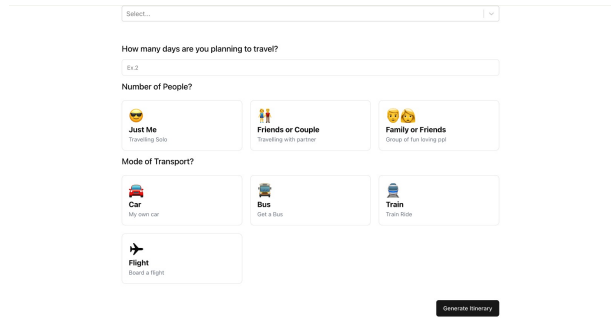 Select...
How many days are you planning to travel?
Ex.2
Number of People?
Just Me
Travelling Solo
Friends or Couple
Travelling with partner
Family or Friends
Group of fun loving ppl
Mode of Transport?
Car
My own car
Bus
Get a Bus
Train
Train Ride
Flight
Board a flight
Generate Itinerary